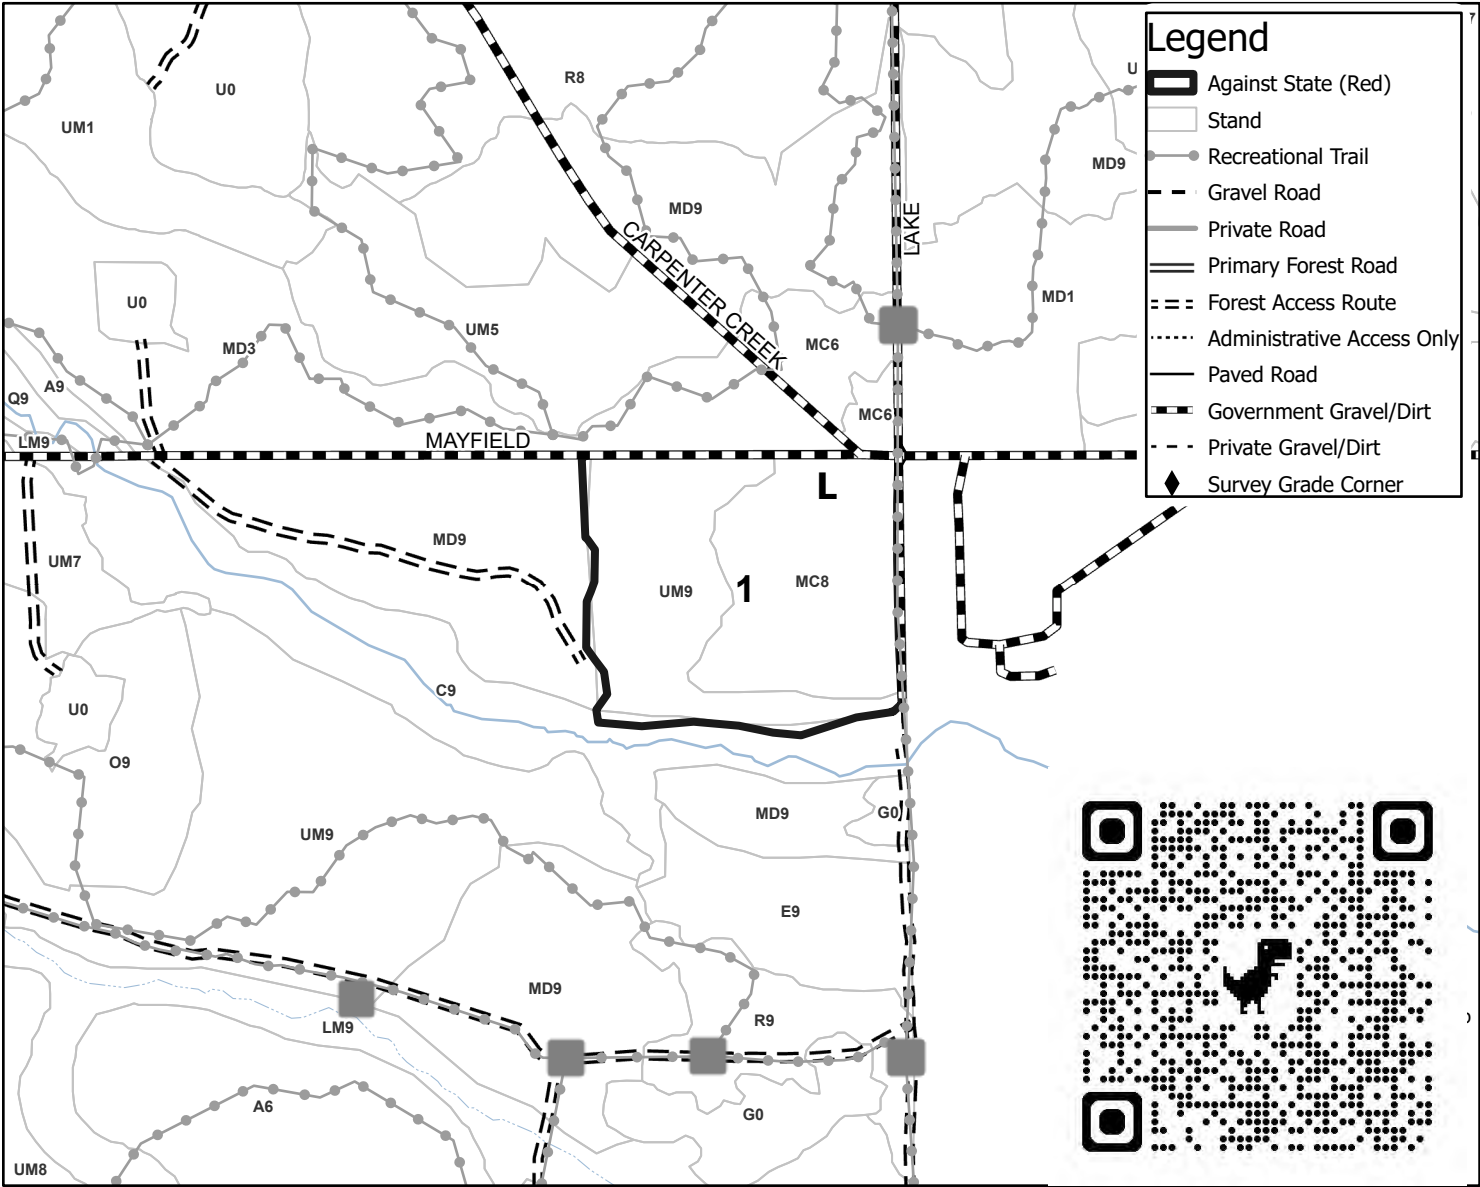 Legend
Against State (Red)
Stand
Recreational Trail
Gravel Road
Private Road
Primary Forest Road
Forest Access Route
Administrative Access Only
Paved Road
Government Gravel/Dirt
Private Gravel/Dirt
Survey Grade Corner
U0
R8
U
UM1
MD9
MD9
LAKE
CARPENTER CREEK
U0
MD1
UM5
MD3
MC6
A9
Q9
MC6
LM9
MAYFIELD
L
MD9
UM7
UM9
1
MC8
C9
U0
O9
MD9
G0
UM9
E9
MD9
R9
LM9
A6
G0
UM8